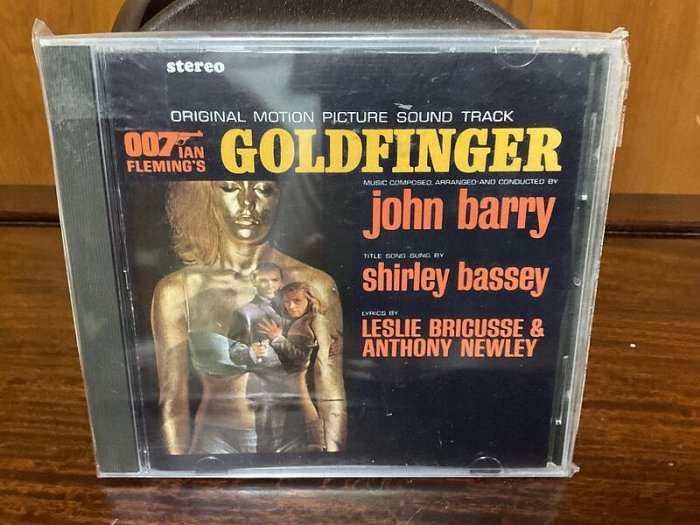 stereo
ORIGINAL MOTION PICTURE SOUND TRACK
007 IAN
FLEMING'S
GOLDFINGER
MUSIC COMPOSED, ARRANGED AND CONDUCTED BY
john barry
TITLE SONG SUNG BY
shirley bassey
LYRICS BY
LESLIE BRICUSSE &
ANTHONY NEWLEY